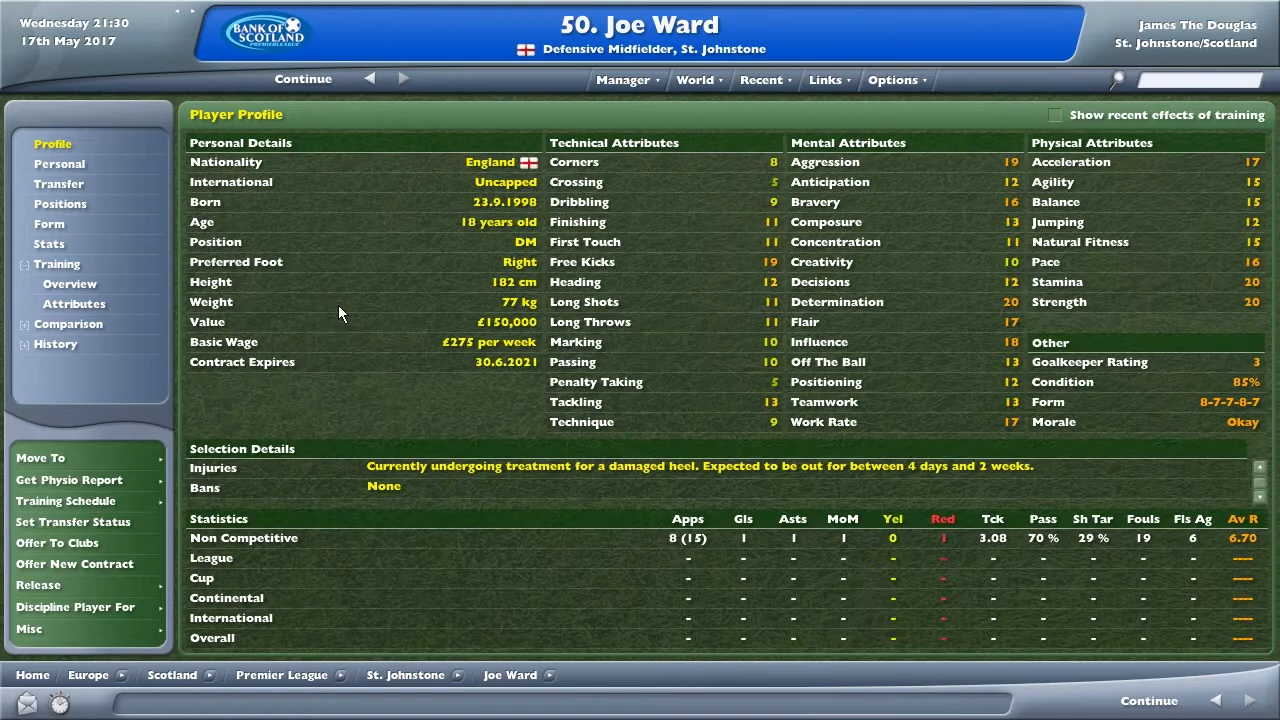 Wednesday 21:30
17th May 2017
BANK OF SCOTLAND PREMIERLEAGUE
50. Joe Ward
Defensive Midfielder, St. Johnstone
James The Douglas
St. Johnstone/Scotland
Continue
Manager World Recent Links Options
Profile
Personal
Transfer
Positions
Form
Stats
Training
Overview
Attributes
Comparison
History
Move To
Get Physio Report
Training Schedule
Set Transfer Status
Offer To Clubs
Offer New Contract
Release
Discipline Player For
Misc
Player Profile
Show recent effects of training
Personal Details
Nationality England
International Uncapped
Born 23.9.1998
Age 18 years old
Position DM
Preferred Foot Right
Height 182 cm
Weight 77 kg
Value £150,000
Basic Wage £275 per week
Contract Expires 30.6.2021
Technical Attributes
Corners 8
Crossing 5
Dribbling 9
Finishing 11
First Touch 11
Free Kicks 19
Heading 12
Long Shots 11
Long Throws 11
Marking 10
Passing 10
Penalty Taking 5
Tackling 13
Technique 9
Mental Attributes
Aggression 19
Anticipation 12
Bravery 16
Composure 13
Concentration 11
Creativity 10
Decisions 12
Determination 20
Flair 17
Influence 18
Off The Ball 13
Positioning 12
Teamwork 13
Work Rate 17
Physical Attributes
Acceleration 17
Agility 15
Balance 15
Jumping 12
Natural Fitness 15
Pace 16
Stamina 20
Strength 20
Other
Goalkeeper Rating 3
Condition 85%
Form 8-7-7-8-7
Morale Okay
Selection Details
Injuries Currently undergoing treatment for a damaged heel. Expected to be out for between 4 days and 2 weeks.
Bans None
Statistics Apps Gls Asts MoM Yel Red Tck Pass Sh Tar Fouls Fls Ag Av R
Non Competitive 8 (15) 1 1 1 0 1 3.08 70 % 29 % 19 6 6.70
League - - - - - - - - - - - ----
Cup - - - - - - - - - - - ----
Continental - - - - - - - - - - - ----
International - - - - - - - - - - - ----
Overall - - - - - - - - - - - ----
Home Europe Scotland Premier League St. Johnstone Joe Ward
Continue